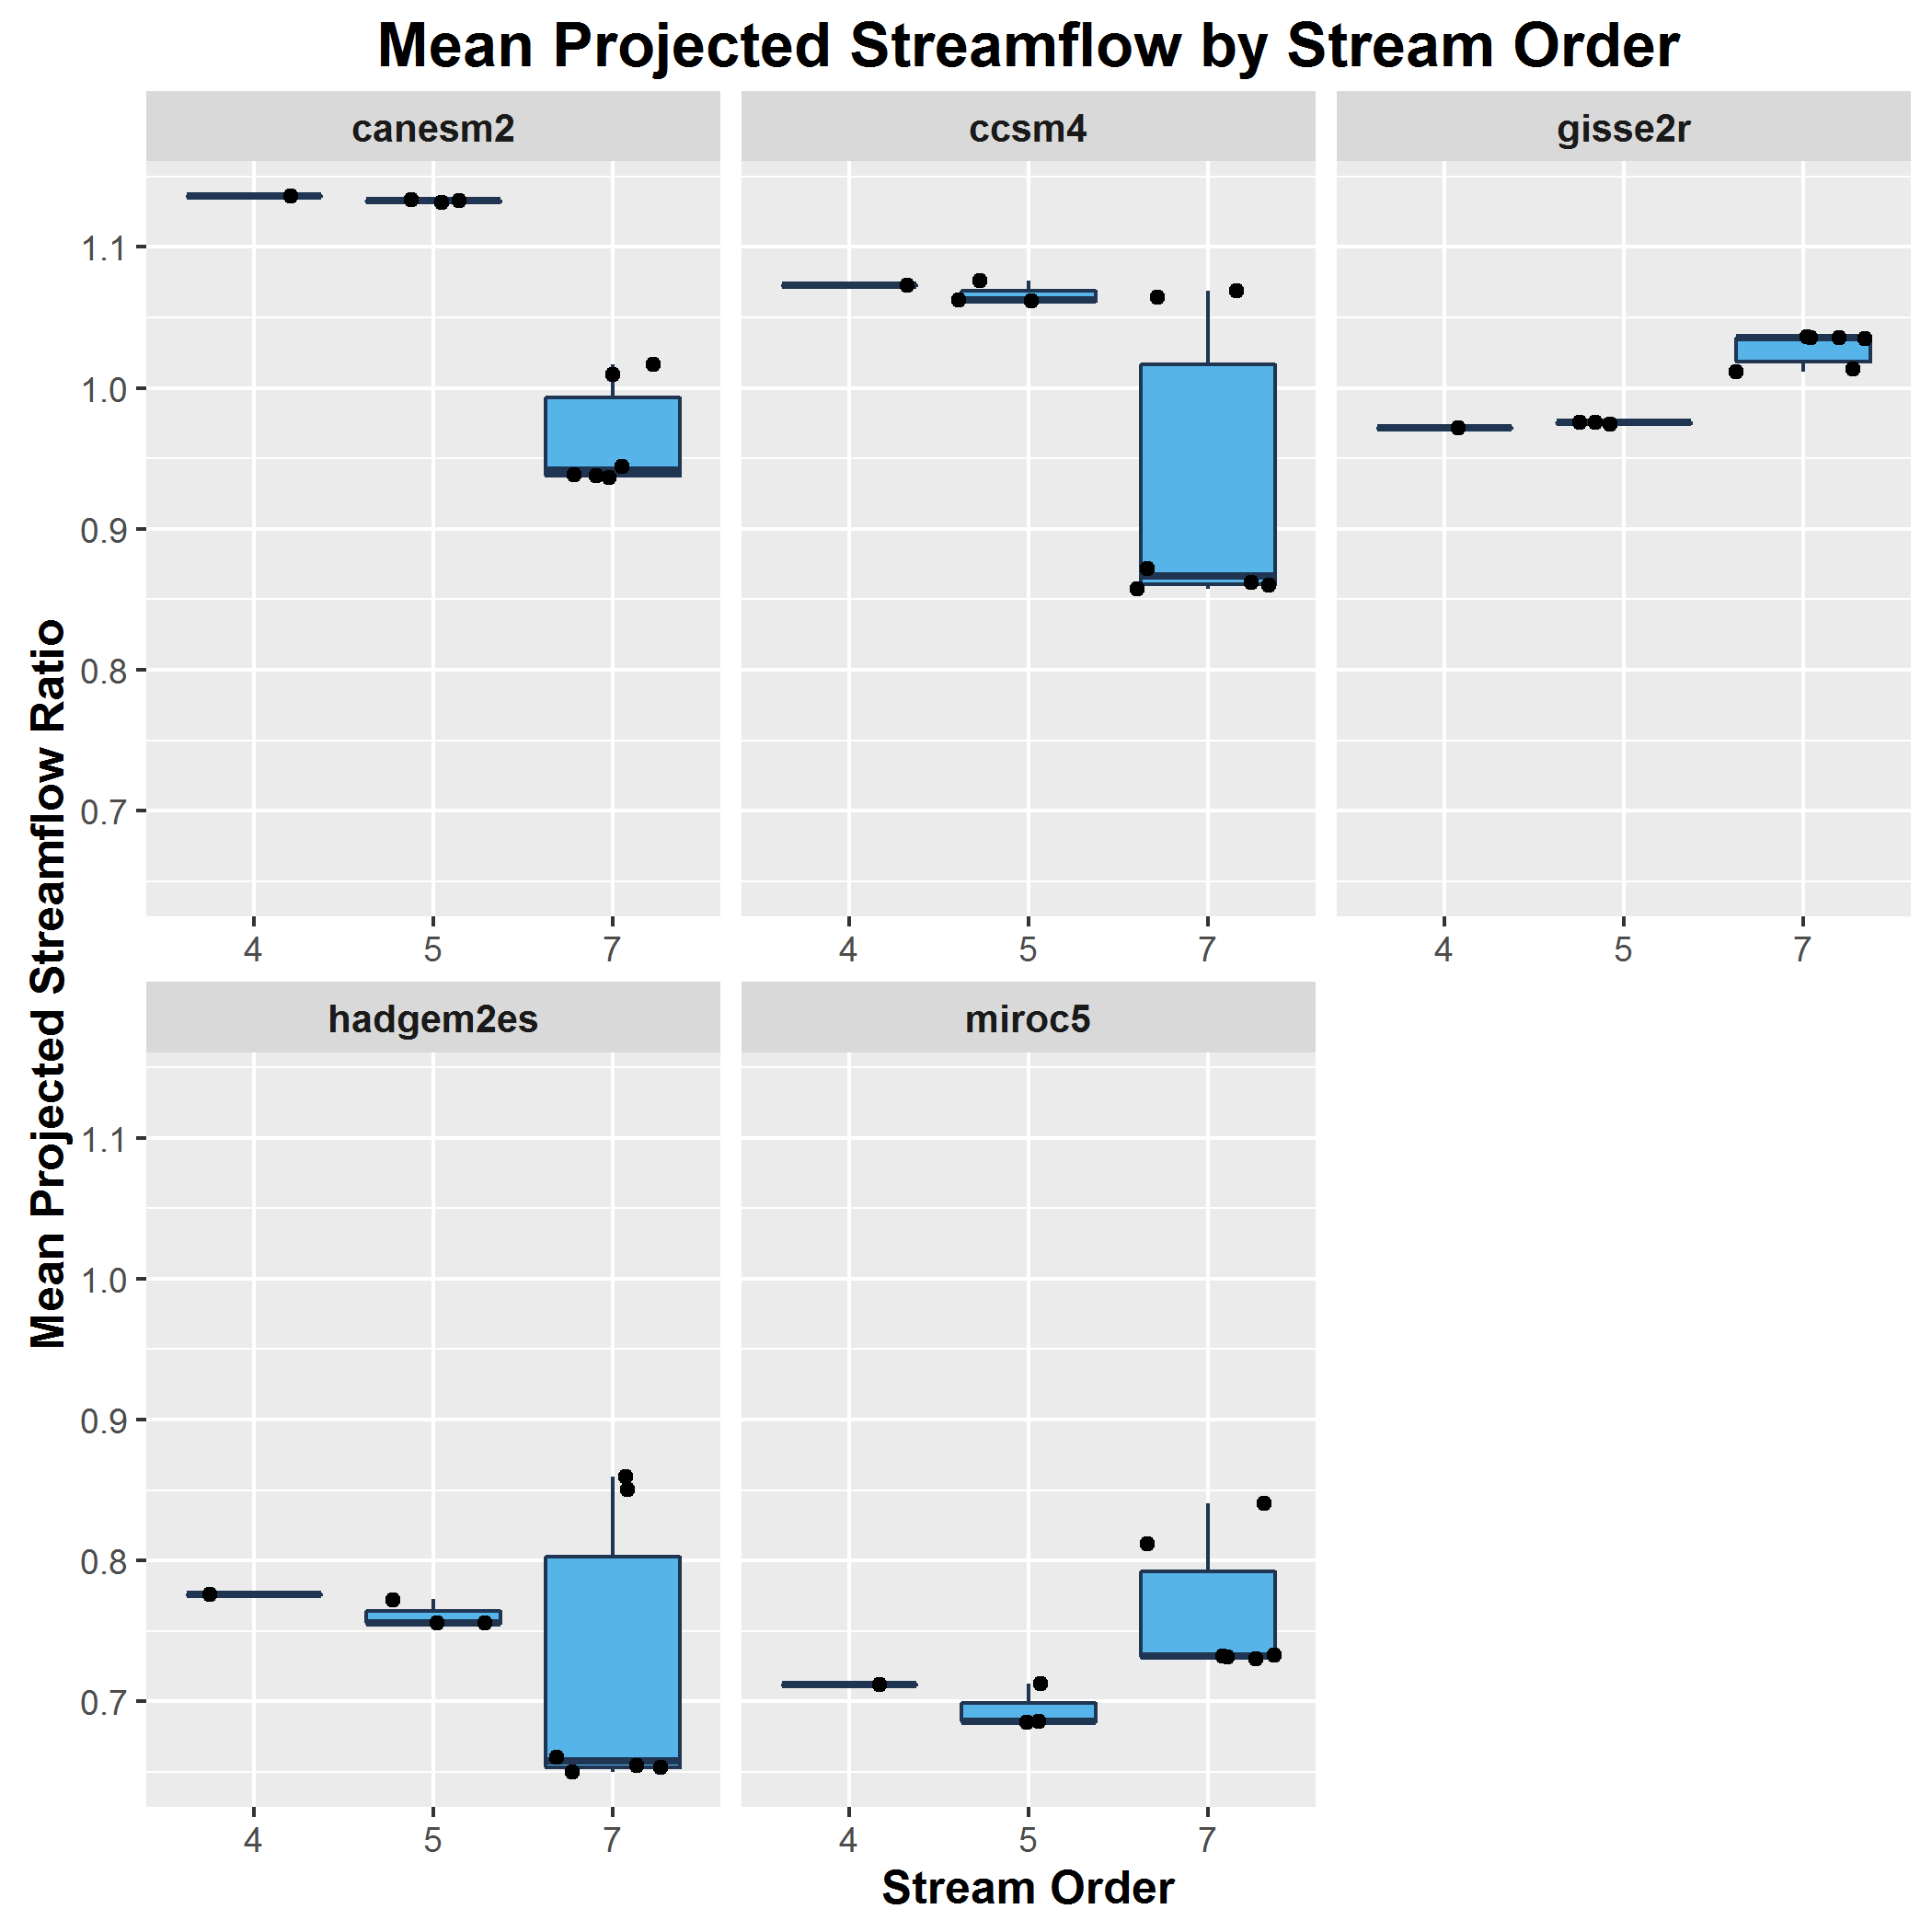 Mean Projected Streamflow by Stream Order
canesm2
ccsm4
gisse2r
1.1
1.0
0.9
0.8
0.7
4 5 7
4 5 7
4 5 7
Mean Projected Streamflow Ratio
hadgem2es
miroc5
1.1
1.0
0.9
0.8
0.7
4 5 7
4 5 7
Stream Order